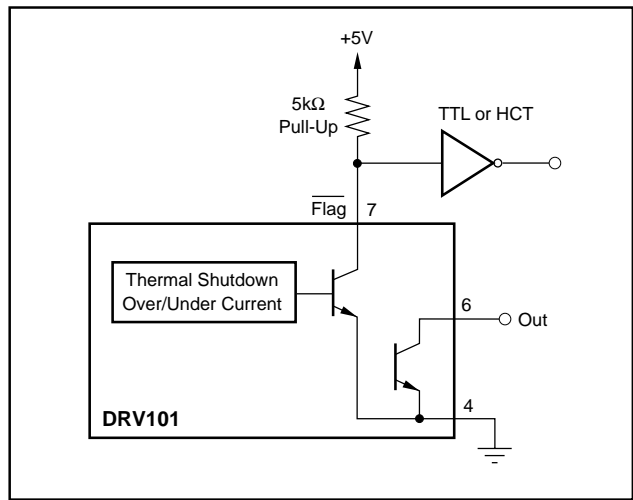 +5V
5kΩ
Pull-Up
TTL or HCT
Flag
7
Thermal Shutdown
Over/Under Current
6
Out
4
DRV101